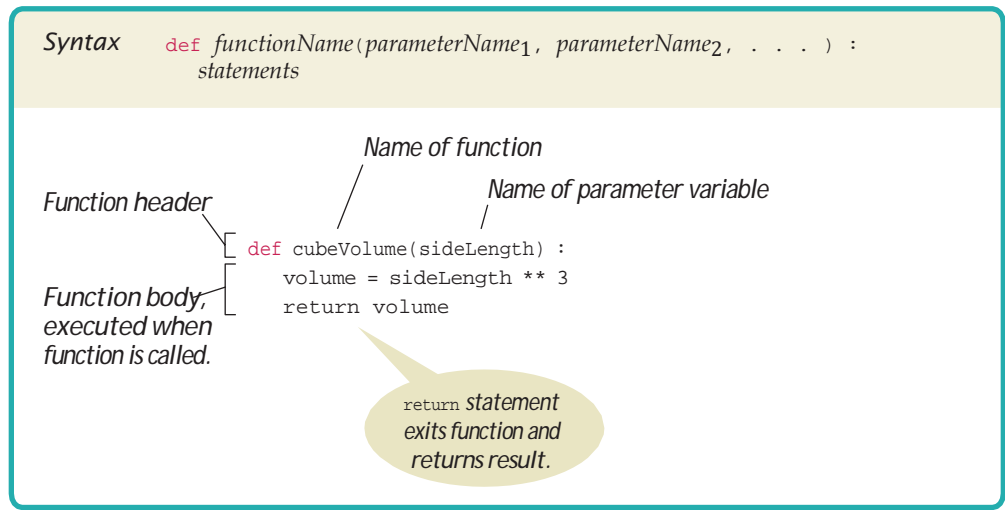 Syntax def functionName(parameterName1, parameterName2, . . . ) :
statements
Name of function
Name of parameter variable
Function header
def cubeVolume(sideLength) :
volume = sideLength ** 3
return volume
Function body,
executed when
function is called.
return statement
exits function and
returns result.